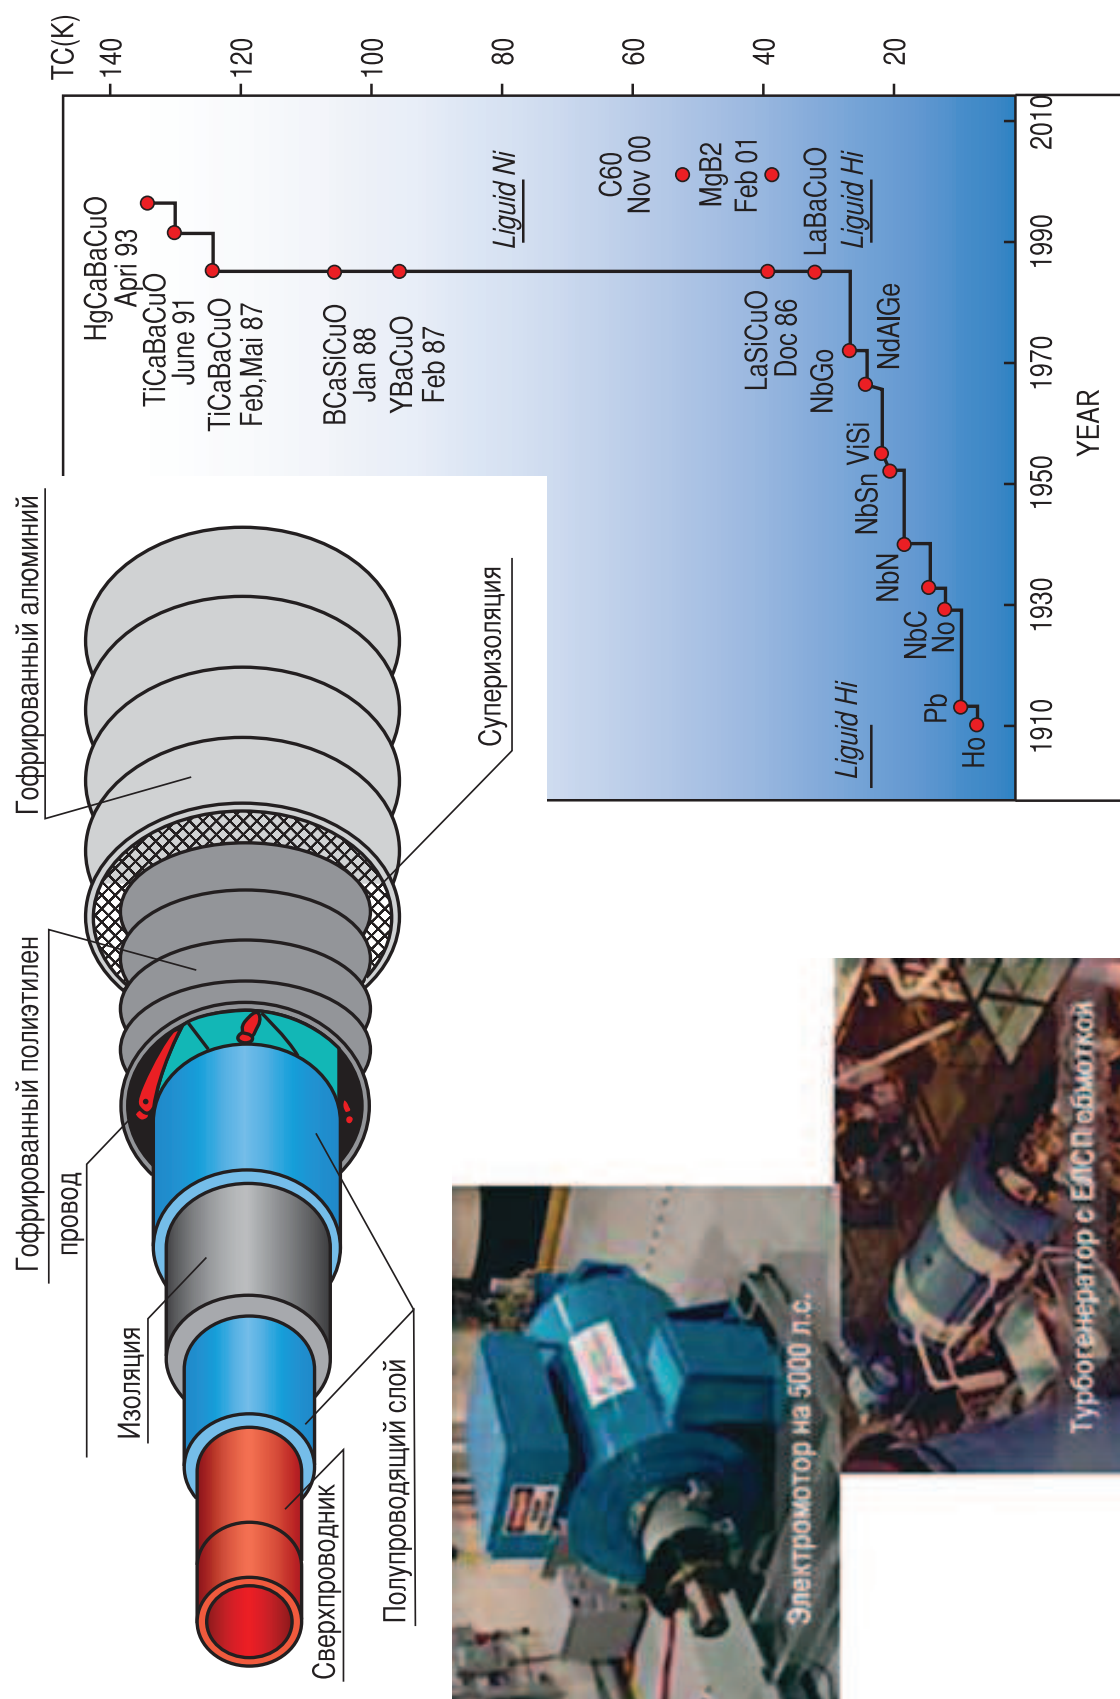 Гофрированный алюминий
Суперизоляция
Гофрированный полиэтилен
провод
Изоляция
Полупроводящий слой
Сверхпроводник
TC(K)
140
120
100
80
60
40
20
HgCaBaCuO
Apri 93
TiCaBaCuO
June 91
TiCaBaCuO
Feb,Mai 87
BCaSiCuO
Jan 88
YBaCuO
Feb 87
Liguid Ni
C60
Nov 00
MgB2
Feb 01
LaBaCuO
Liguid Hi
LaSiCuO
Doc 86
NbGo
NdAlGe
ViSi
NbSn
NbN
NbC
No
Pb
Ho
Liguid Hi
1910
1930
1950
1970
1990
2010
YEAR
Электромотор на 5000 л.с.
Турбогенератор с ЕЛСП обмоткой